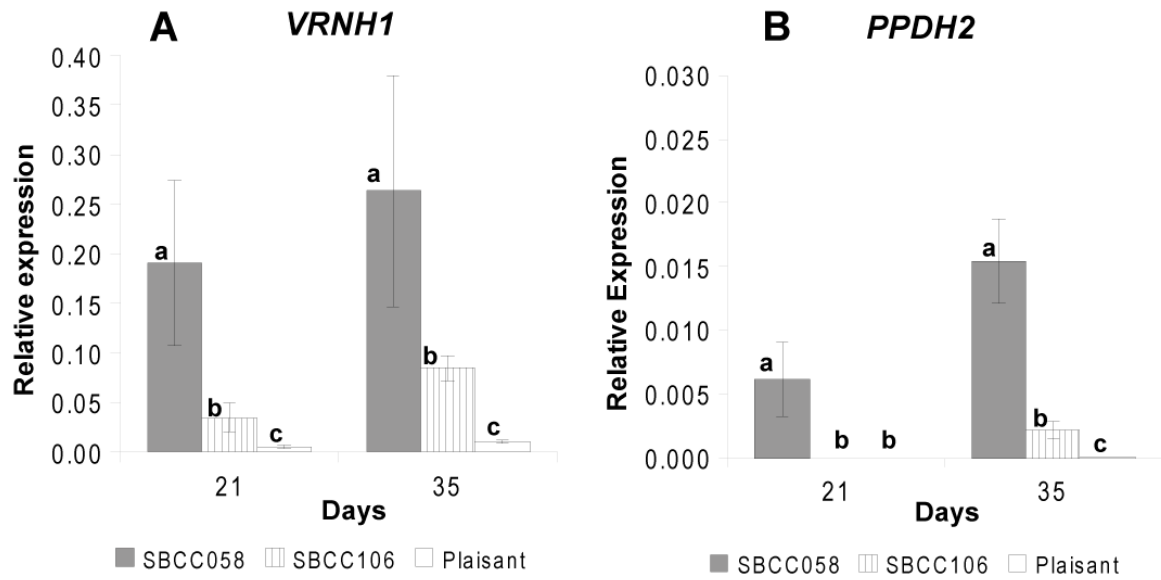 A VRNH1
0.40
0.35
0.30
0.25
0.20
0.15
0.10
0.05
0.00
Relative expression
a
b
c
a
b
c
21 35
Days
SBCC058 SBCC106 Plaisant
B PPDH2
0.030
0.025
0.020
0.015
0.010
0.005
0.000
Relative Expression
a
b b
a
b
c
21 35
Days
SBCC058 SBCC106 Plaisant